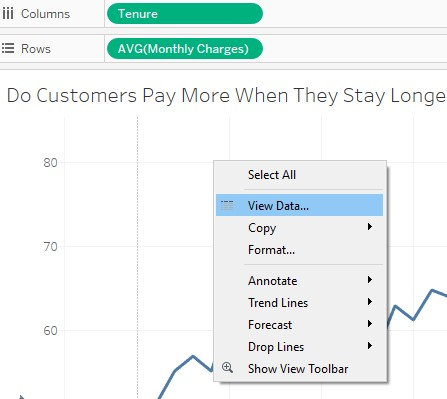 Columns
Tenure
Rows
AVG(Monthly Charges)
Do Customers Pay More When They Stay Longe
80
70
60
Select All
View Data...
Copy
Format...
Annotate
Trend Lines
Forecast
Drop Lines
Show View Toolbar